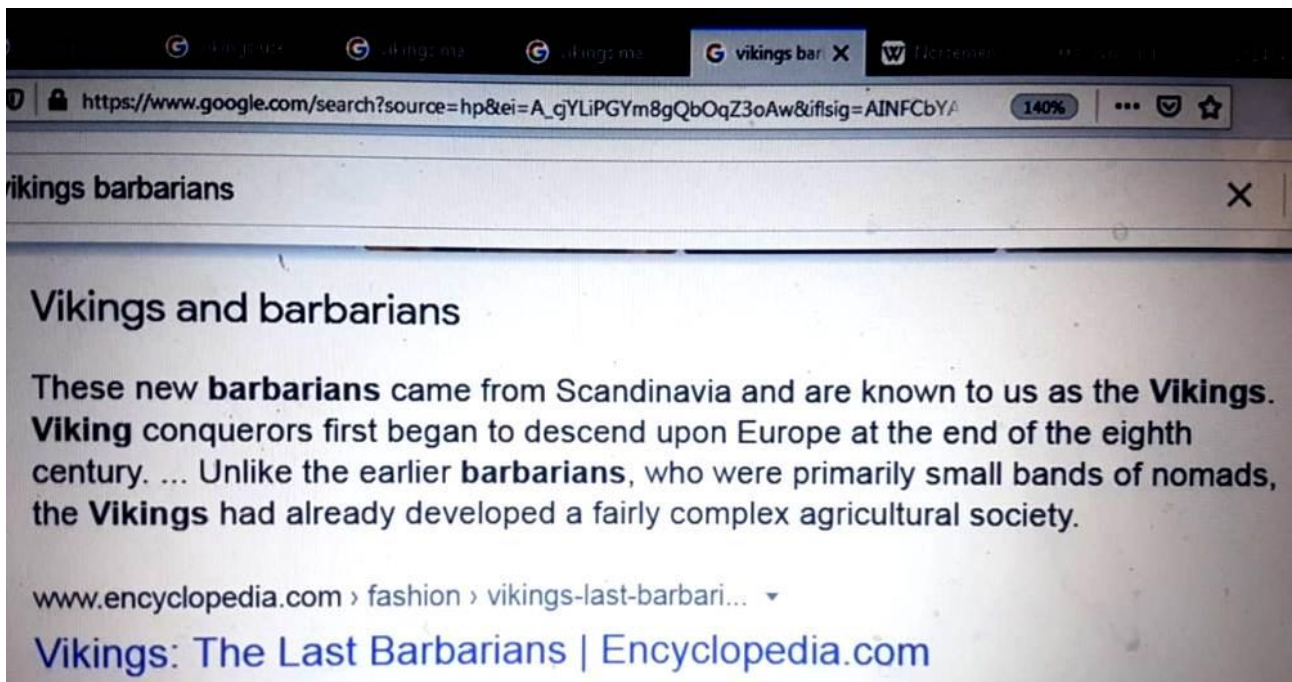 vikings bar
https://www.google.com/search?source=hp&ei=A_cjYLiPGYm8gQbOqZ3oAw&iflsig=AINFCbYA
140%
ikings barbarians
Vikings and barbarians
These new barbarians came from Scandinavia and are known to us as the Vikings.
Viking conquerors first began to descend upon Europe at the end of the eighth
century. ... Unlike the earlier barbarians, who were primarily small bands of nomads,
the Vikings had already developed a fairly complex agricultural society.
www.encyclopedia.com › fashion › vikings-last-barbari...
Vikings: The Last Barbarians | Encyclopedia.com